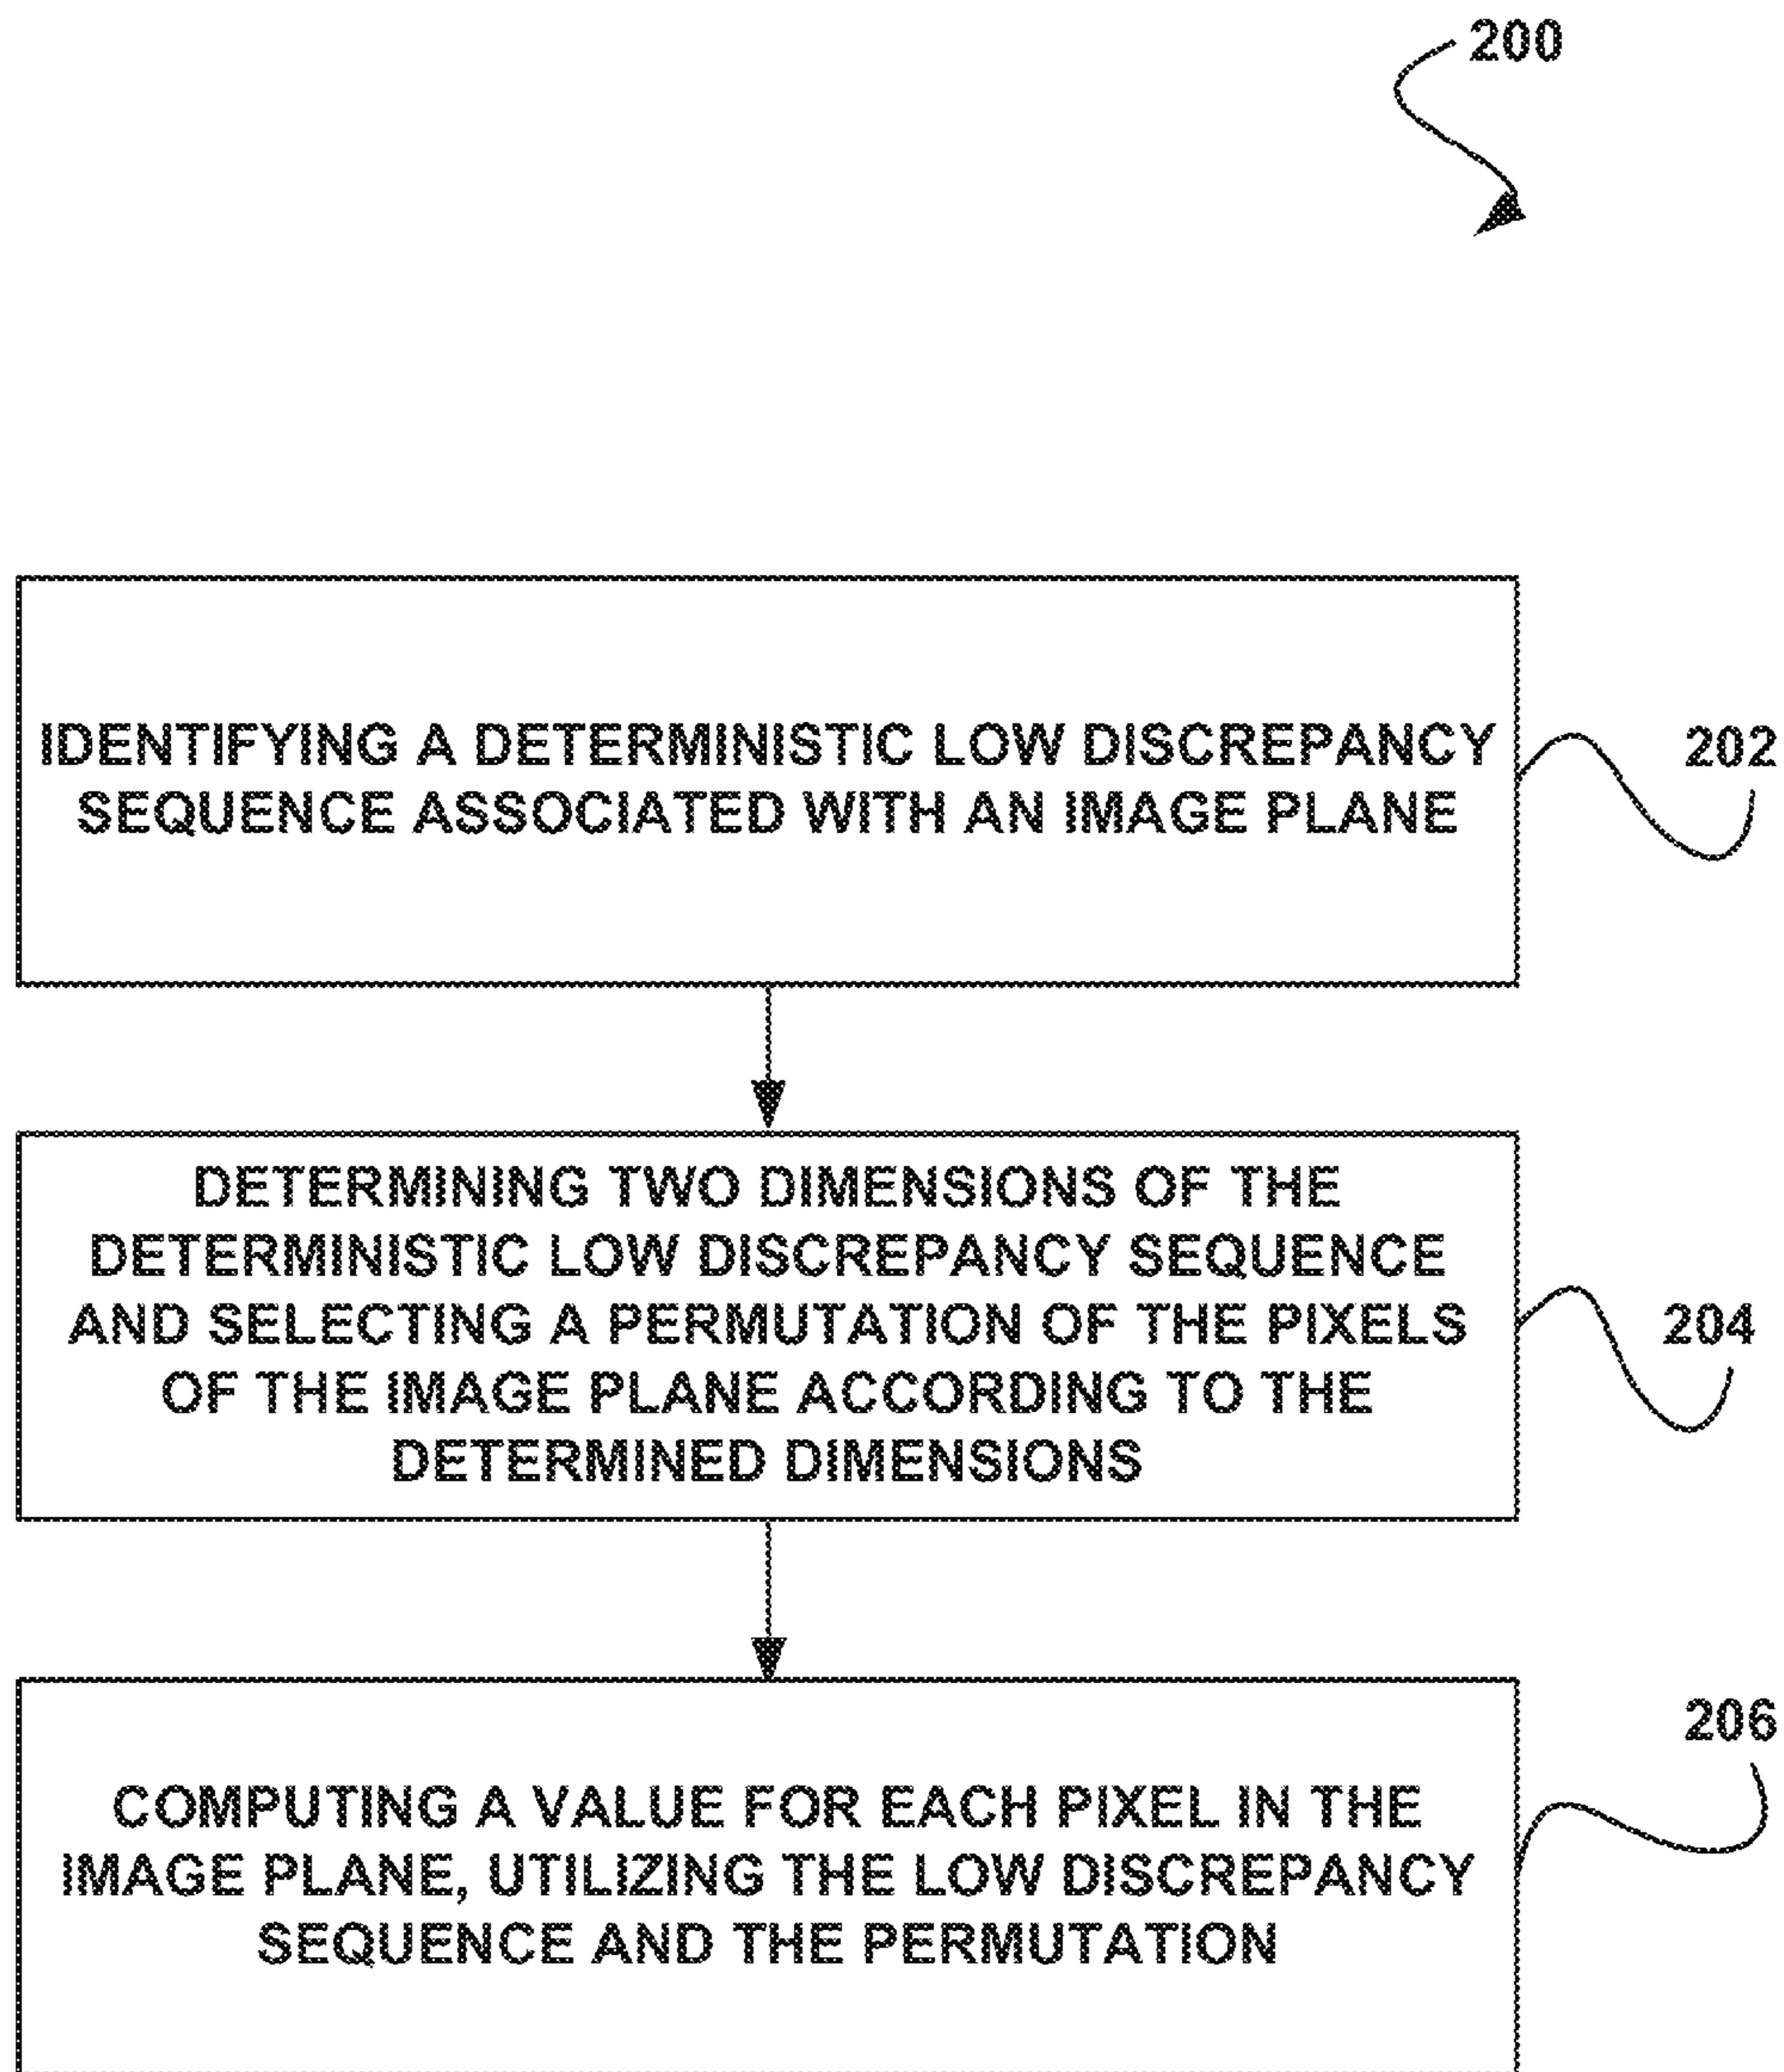 200
IDENTIFYING A DETERMINISTIC LOW DISCREPANCY
SEQUENCE ASSOCIATED WITH AN IMAGE PLANE
202
DETERMINING TWO DIMENSIONS OF THE
DETERMINISTIC LOW DISCREPANCY SEQUENCE
AND SELECTING A PERMUTATION OF THE PIXELS
OF THE IMAGE PLANE ACCORDING TO THE
DETERMINED DIMENSIONS
204
COMPUTING A VALUE FOR EACH PIXEL IN THE
IMAGE PLANE, UTILIZING THE LOW DISCREPANCY
SEQUENCE AND THE PERMUTATION
206